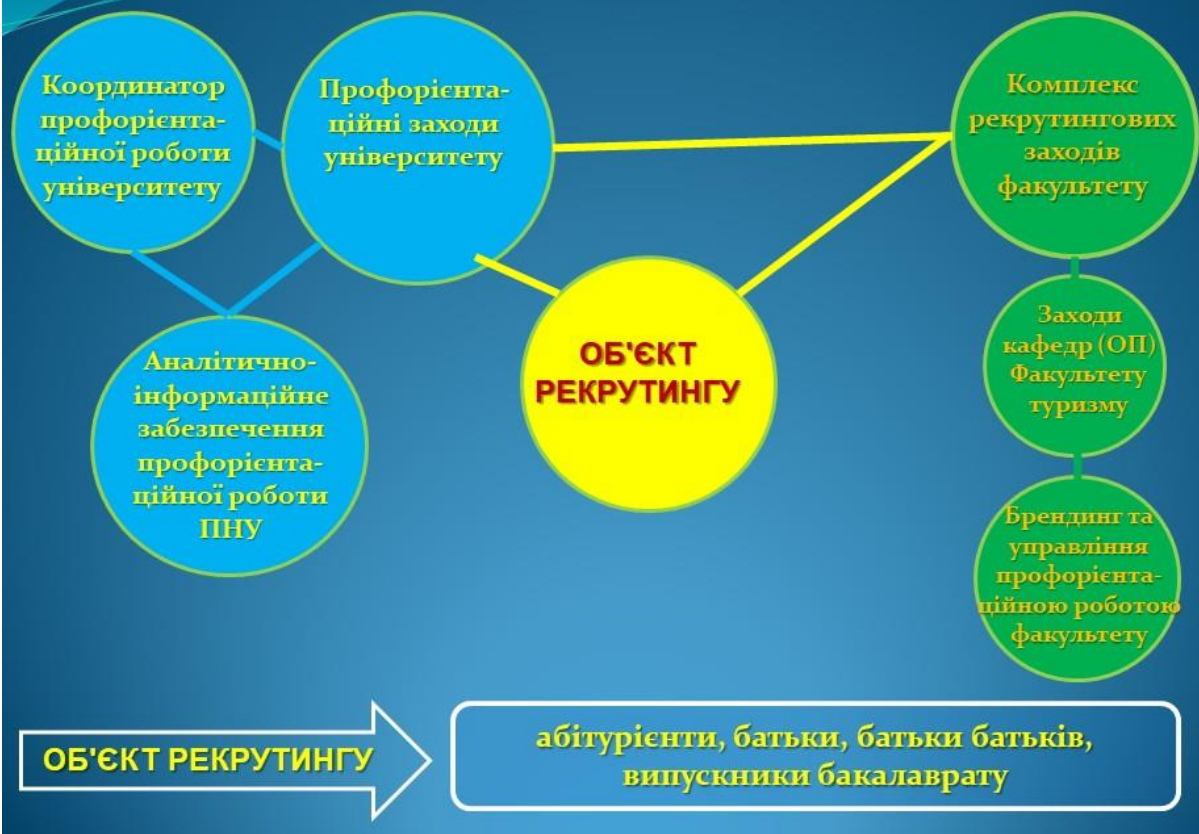 Координатор
профорієнта-
ційної роботи
університету
Профорієнта-
ційні заходи
університету
Комплекс
рекрутингових
заходів
факультету
Аналітично-
інформаційне
забезпечення
профорієнта-
ційної роботи
ПНУ
ОБ'ЄКТ
РЕКРУТИНГУ
Заходи
кафедр (ОП)
Факультету
туризму
Брендинг та
управління
профорієнта-
ційною роботою
факультету
ОБ'ЄКТ РЕКРУТИНГУ
абітурієнти, батьки, батьки батьків,
випускники бакалаврату